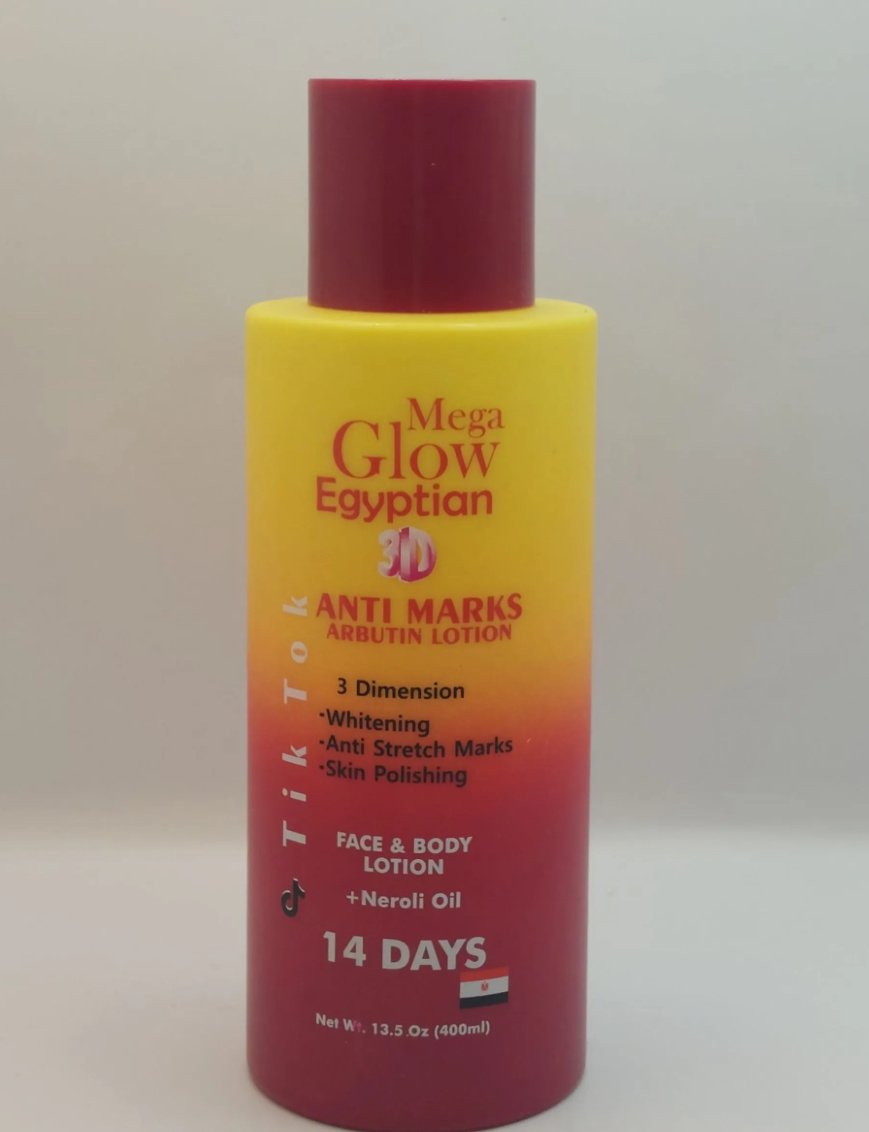 Mega
Glow
Egyptian
3D
ANTI MARKS
ARBUTIN LOTION
3 Dimension
·Whitening
·Anti Stretch Marks
·Skin Polishing
Tik Tok
FACE & BODY
LOTION
+Neroli Oil
14 DAYS
Net Wt. 13.5 Oz (400ml)